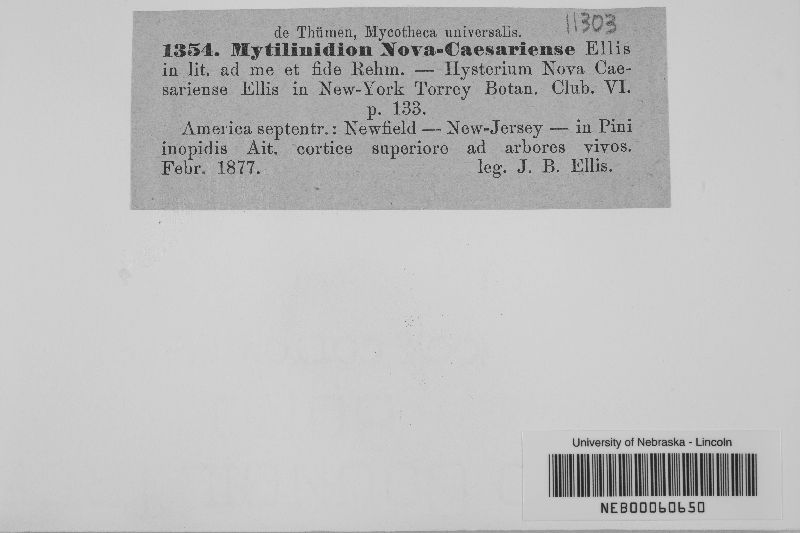 de Thümen, Mycotheca universalis.
11303
1354. Mytilinidion Nova-Caesariense Ellis
in lit. ad me et fide Rehm. — Hysterium Nova Cae-
sariense Ellis in New-York Torrey Botan. Club. VI.
p. 133.
America septentr.: Newfield — New-Jersey — in Pini
inopidis Ait. cortice superiore ad arbores vivos.
Febr. 1877. leg. J. B. Ellis.
University of Nebraska - Lincoln
NEB00060650